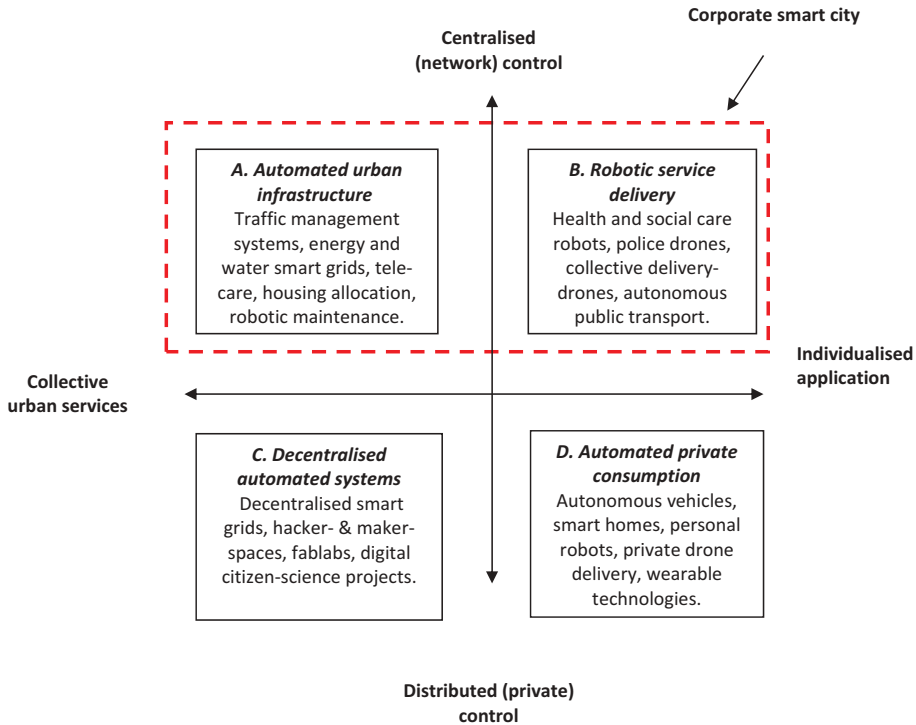 Corporate smart city
Centralised
(network) control
A. Automated urban
infrastructure
Traffic management
systems, energy and
water smart grids, tele-
care, housing allocation,
robotic maintenance.
B. Robotic service
delivery
Health and social care
robots, police drones,
collective delivery-
drones, autonomous
public transport.
Individualised
application
Collective
urban services
C. Decentralised
automated systems
Decentralised smart
grids, hacker- & maker-
spaces, fablabs, digital
citizen-science projects.
D. Automated private
consumption
Autonomous vehicles,
smart homes, personal
robots, private drone
delivery, wearable
technologies.
Distributed (private)
control